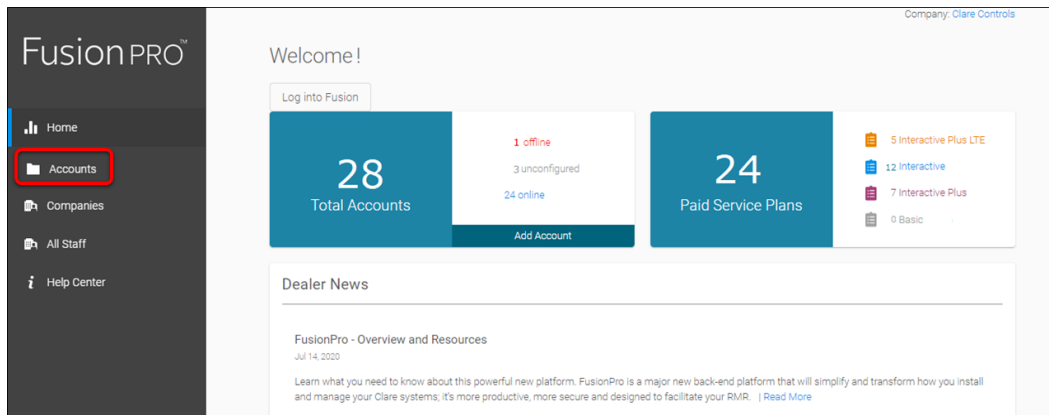 Company: Clare Controls
FusionPRO™
Welcome!
Log into Fusion
Home
Accounts
Companies
All Staff
Help Center
28
Total Accounts
1 offline
3 unconfigured
24 online
Add Account
24
Paid Service Plans
5 Interactive Plus LTE
12 Interactive
7 Interactive Plus
0 Basic
Dealer News
FusionPro - Overview and Resources
Jul 14, 2020
Learn what you need to know about this powerful new platform. FusionPro is a major new back-end platform that will simplify and transform how you install
and manage your Clare systems; it's more productive, more secure and designed to facilitate your RMR. | Read More